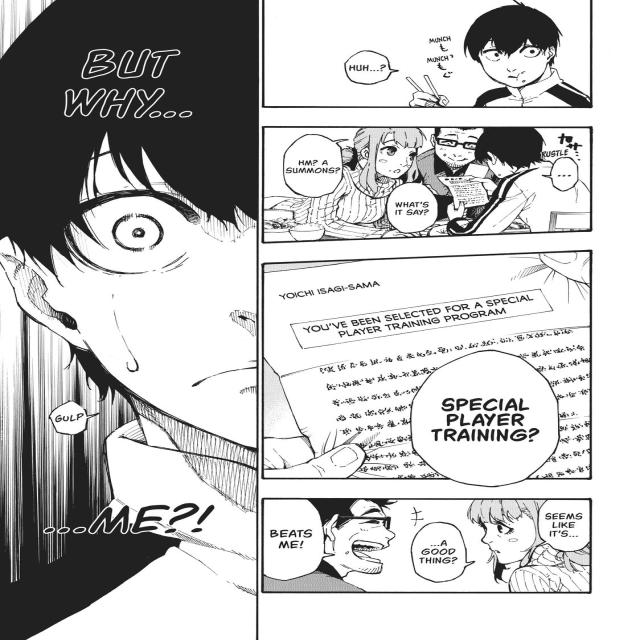 MUNCH
MUNCH
HUH...?
HM? A
SUMMONS?
WHAT'S
IT SAY?
RUSTLE
...
YOICHI ISAGI-SAMA
YOU'VE BEEN SELECTED FOR A SPECIAL
PLAYER TRAINING PROGRAM
SPECIAL
PLAYER
TRAINING?
SEEMS
LIKE
IT'S...
...A
GOOD
THING?
BEATS
ME!
BUT
WHY...
GULP
...ME?!